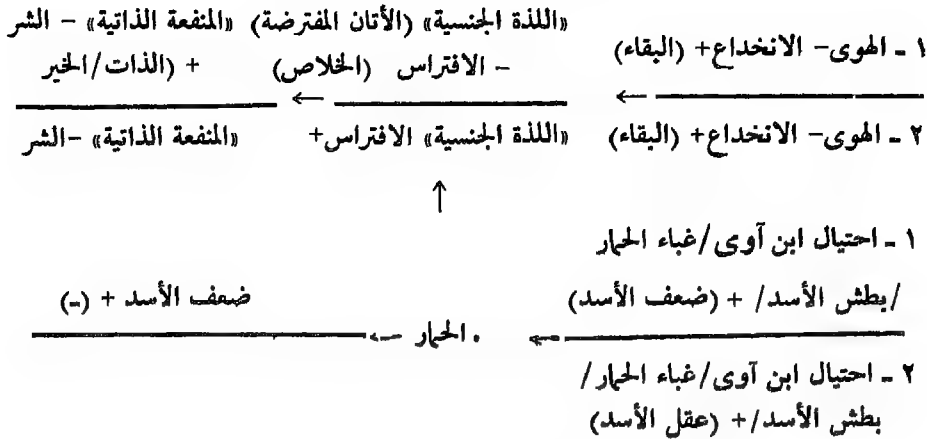 «اللذة الجنسية» (الأتان المفترضة) «المنفعة الذاتية» – الشر
١ ـ الهوى– الانخداع+ (البقاء) – الافتراس (الخلاص) + (الذات/الخير
← ←
٢ ـ الهوى– الانخداع+ (البقاء) «اللذة الجنسية» الافتراس+ «المنفعة الذاتية» –الشر
↑
١ ـ احتيال ابن آوى/غباء الحمار
/بطش الأسد/ + (ضعف الأسد) ضعف الأسد + (–)
← . الحمار ←
٢ ـ احتيال ابن آوى/غباء الحمار/
بطش الأسد/+ (عقل الأسد)